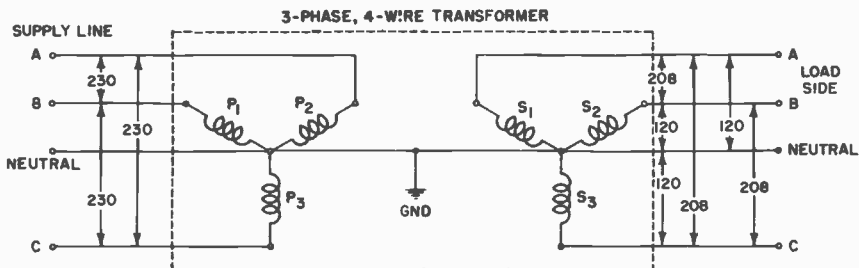 3-PHASE, 4-WIRE TRANSFORMER
SUPPLY LINE
A
B
NEUTRAL
C
230
230
230
P1
P2
P3
GND
S1
S2
S3
208
120
120
208
120
208
A
LOAD
SIDE
B
NEUTRAL
C